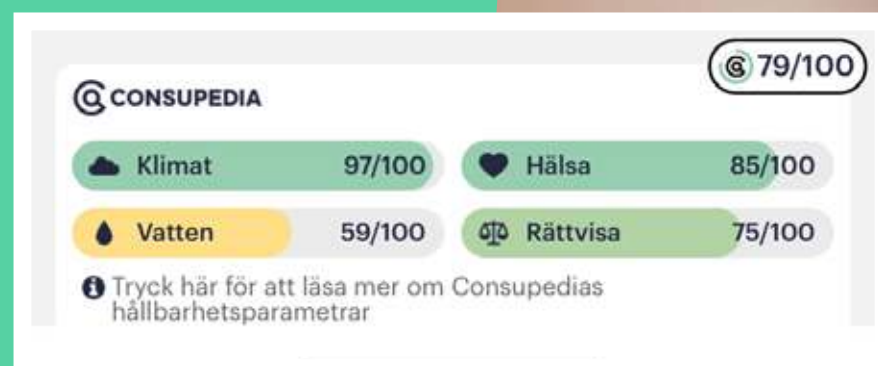 79/100
CONSUPEDIA
Klimat 97/100
Hälsa 85/100
Vatten 59/100
Rättvisa 75/100
Tryck här för att läsa mer om Consupedias
hållbarhetsparametrar